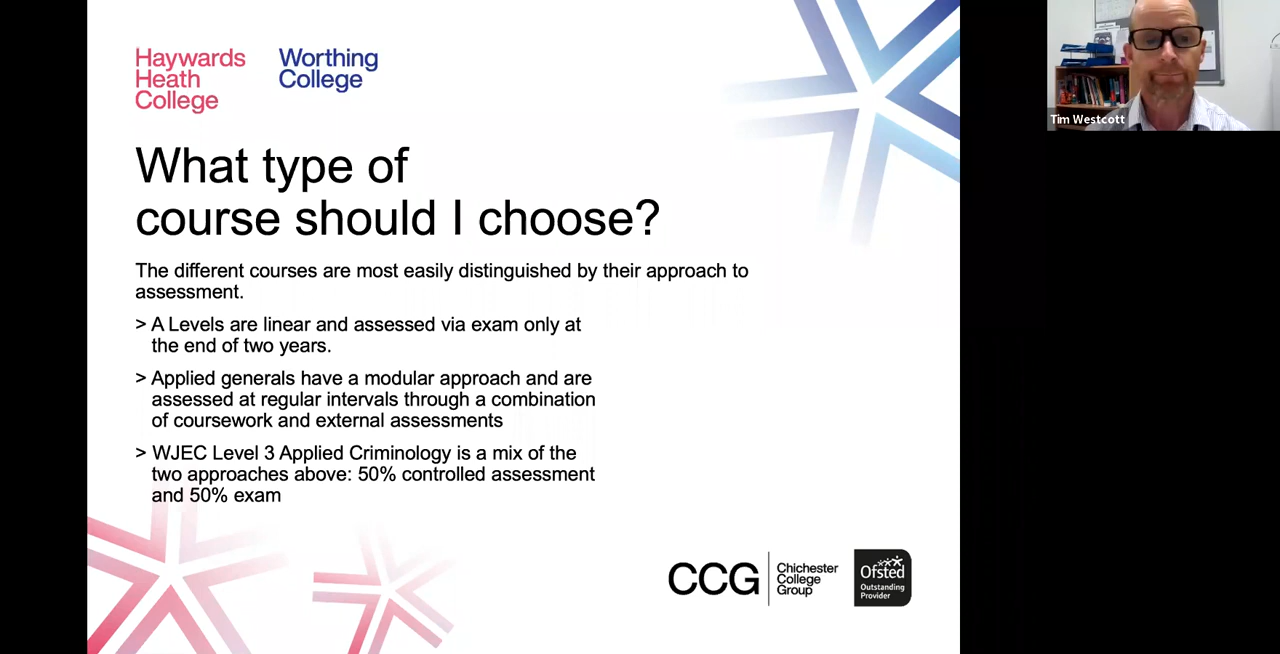 Haywards
Heath
College
Worthing
College
What type of
course should I choose?
The different courses are most easily distinguished by their approach to
assessment.
> A Levels are linear and assessed via exam only at
the end of two years.
> Applied generals have a modular approach and are
assessed at regular intervals through a combination
of coursework and external assessments
> WJEC Level 3 Applied Criminology is a mix of the
two approaches above: 50% controlled assessment
and 50% exam
CCG
Chichester
College
Group
Ofsted
Outstanding
Provider
Tim Westcott